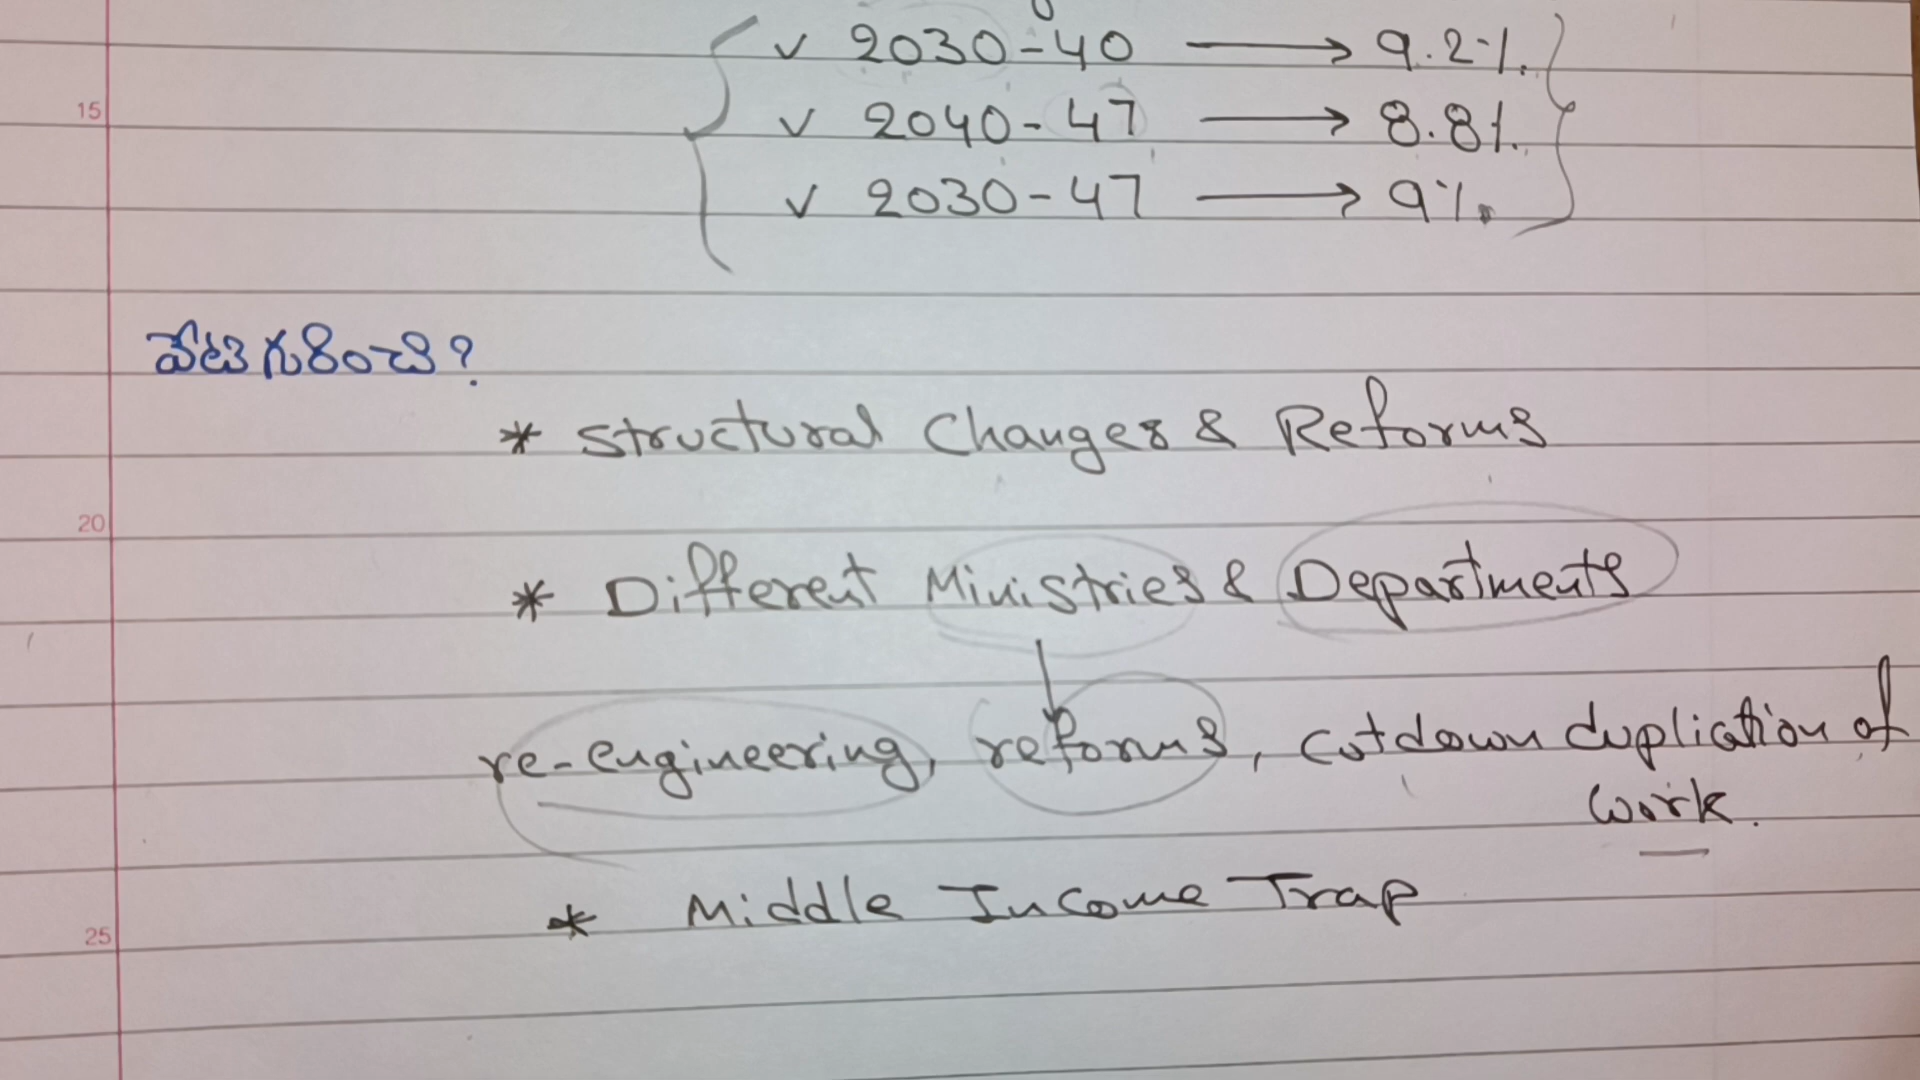 ✓ 2030-40 → 9.2%.
15
✓ 2040-47 → 8.8%.
✓ 2030-47 → 9%.
వేటి గురించి?
* Structural Changes & Reforms
20
* Different Ministries & Departments
re-engineering, reforms, cutdown duplication of
work.
* Middle Income Trap
25